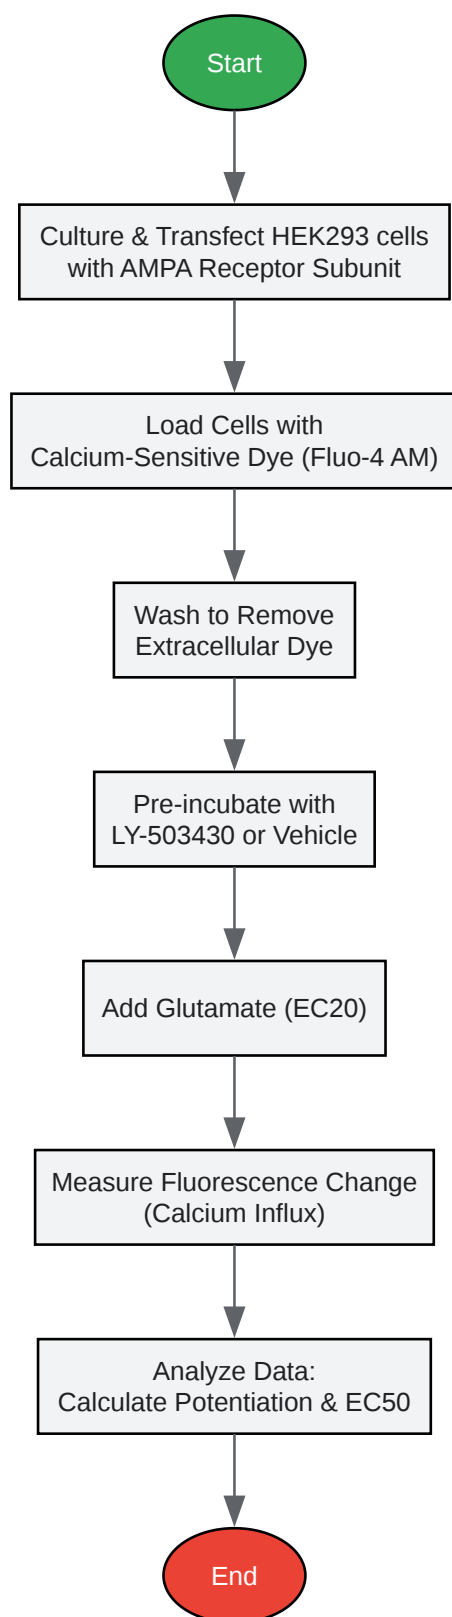 Start
Culture & Transfect HEK293 cells
with AMPA Receptor Subunit
Load Cells with
Calcium-Sensitive Dye (Fluo-4 AM)
Wash to Remove
Extracellular Dye
Pre-incubate with
LY-503430 or Vehicle
Add Glutamate (EC20)
Measure Fluorescence Change
(Calcium Influx)
Analyze Data:
Calculate Potentiation & EC50
End